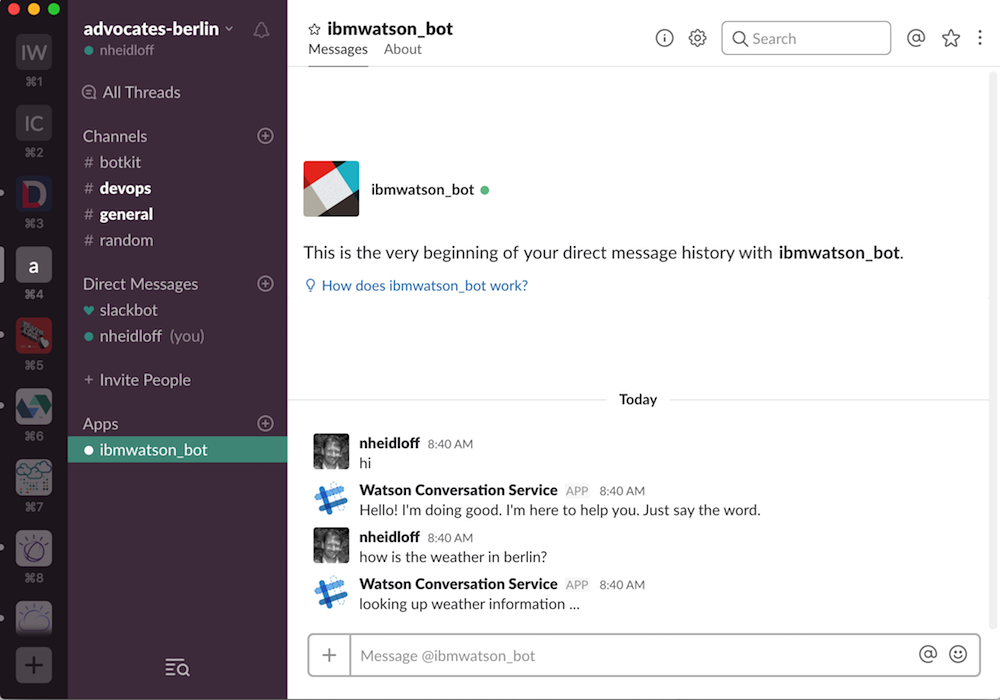 IW
⌘1
IC
⌘2
D
⌘3
a
⌘4
⌘5
⌘6
⌘7
⌘8
+
advocates-berlin
nheidloff
All Threads
Channels
# botkit
# devops
# general
# random
Direct Messages
slackbot
nheidloff (you)
+ Invite People
Apps
ibmwatson_bot
ibmwatson_bot
Messages About
Search
ibmwatson_bot
This is the very beginning of your direct message history with ibmwatson_bot.
How does ibmwatson_bot work?
Today
nheidloff 8:40 AM
hi
Watson Conversation Service APP 8:40 AM
Hello! I'm doing good. I'm here to help you. Just say the word.
nheidloff 8:40 AM
how is the weather in berlin?
Watson Conversation Service APP 8:40 AM
looking up weather information ...
+ Message @ibmwatson_bot @